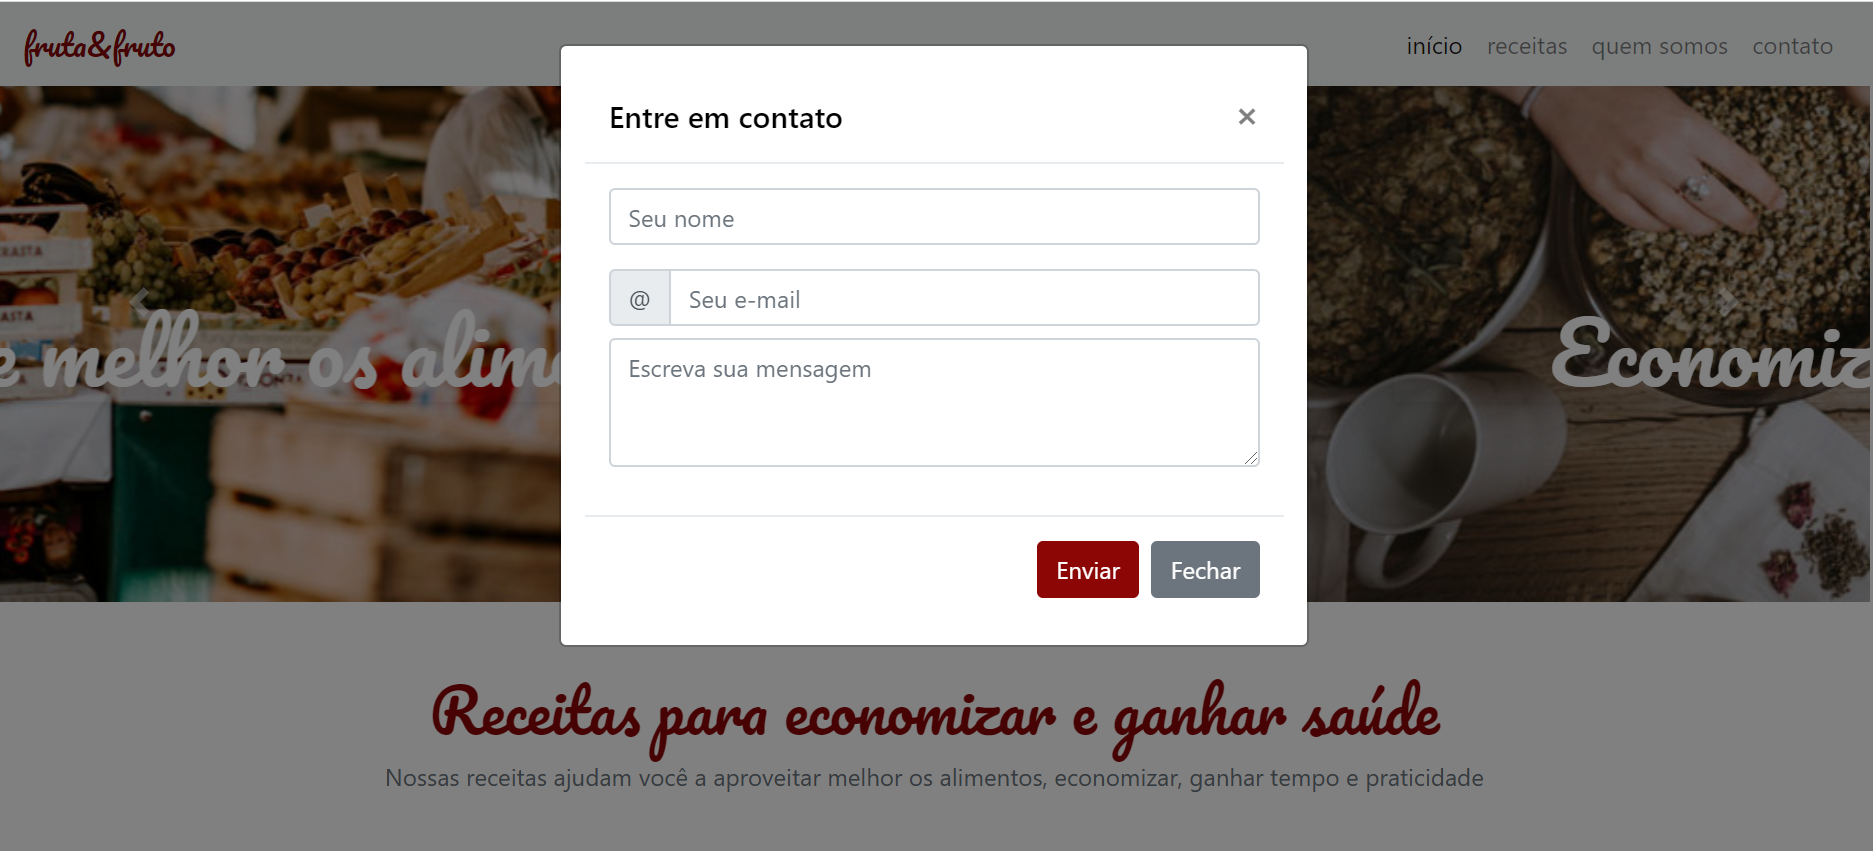 fruta&fruto
início receitas quem somos contato
Entre em contato ×
Seu nome
@ Seu e-mail
Escreva sua mensagem
e melhor os alim
Economiz
Enviar Fechar
Receitas para economizar e ganhar saúde
Nossas receitas ajudam você a aproveitar melhor os alimentos, economizar, ganhar tempo e praticidade